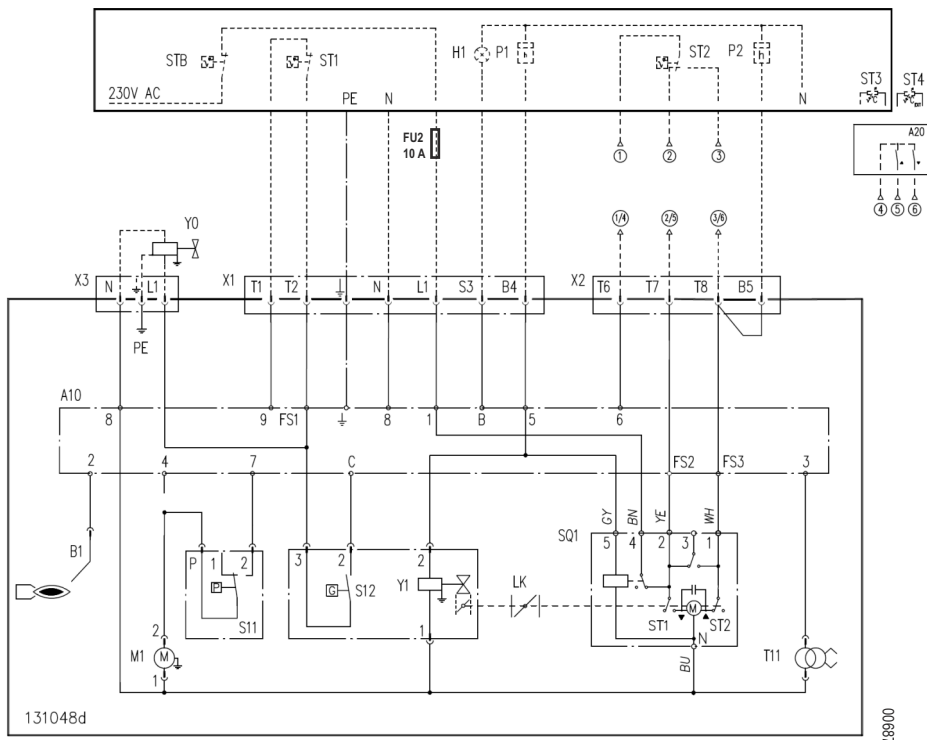 STB
ST1
H1
P1
ST2
P2
ST3
ST4
h
h
°C
°C
230V AC
PE
N
N
FU2
10 A
A20
1
2
3
4
5
6
1/4
2/5
3/6
Y0
X3
N
L1
X1
T1
T2
N
L1
S3
B4
X2
T6
T7
T8
B5
PE
A10
8
9
FS1
8
1
B
5
6
2
4
7
C
FS2
FS3
3
GY
BN
YE
WH
SQ1
5
4
2
3
1
B1
P
1
2
3
2
2
P
S11
G
S12
Y1
LK
M
ST1
ST2
N
BU
1
2
M1
M
1
T11
131048d
28900